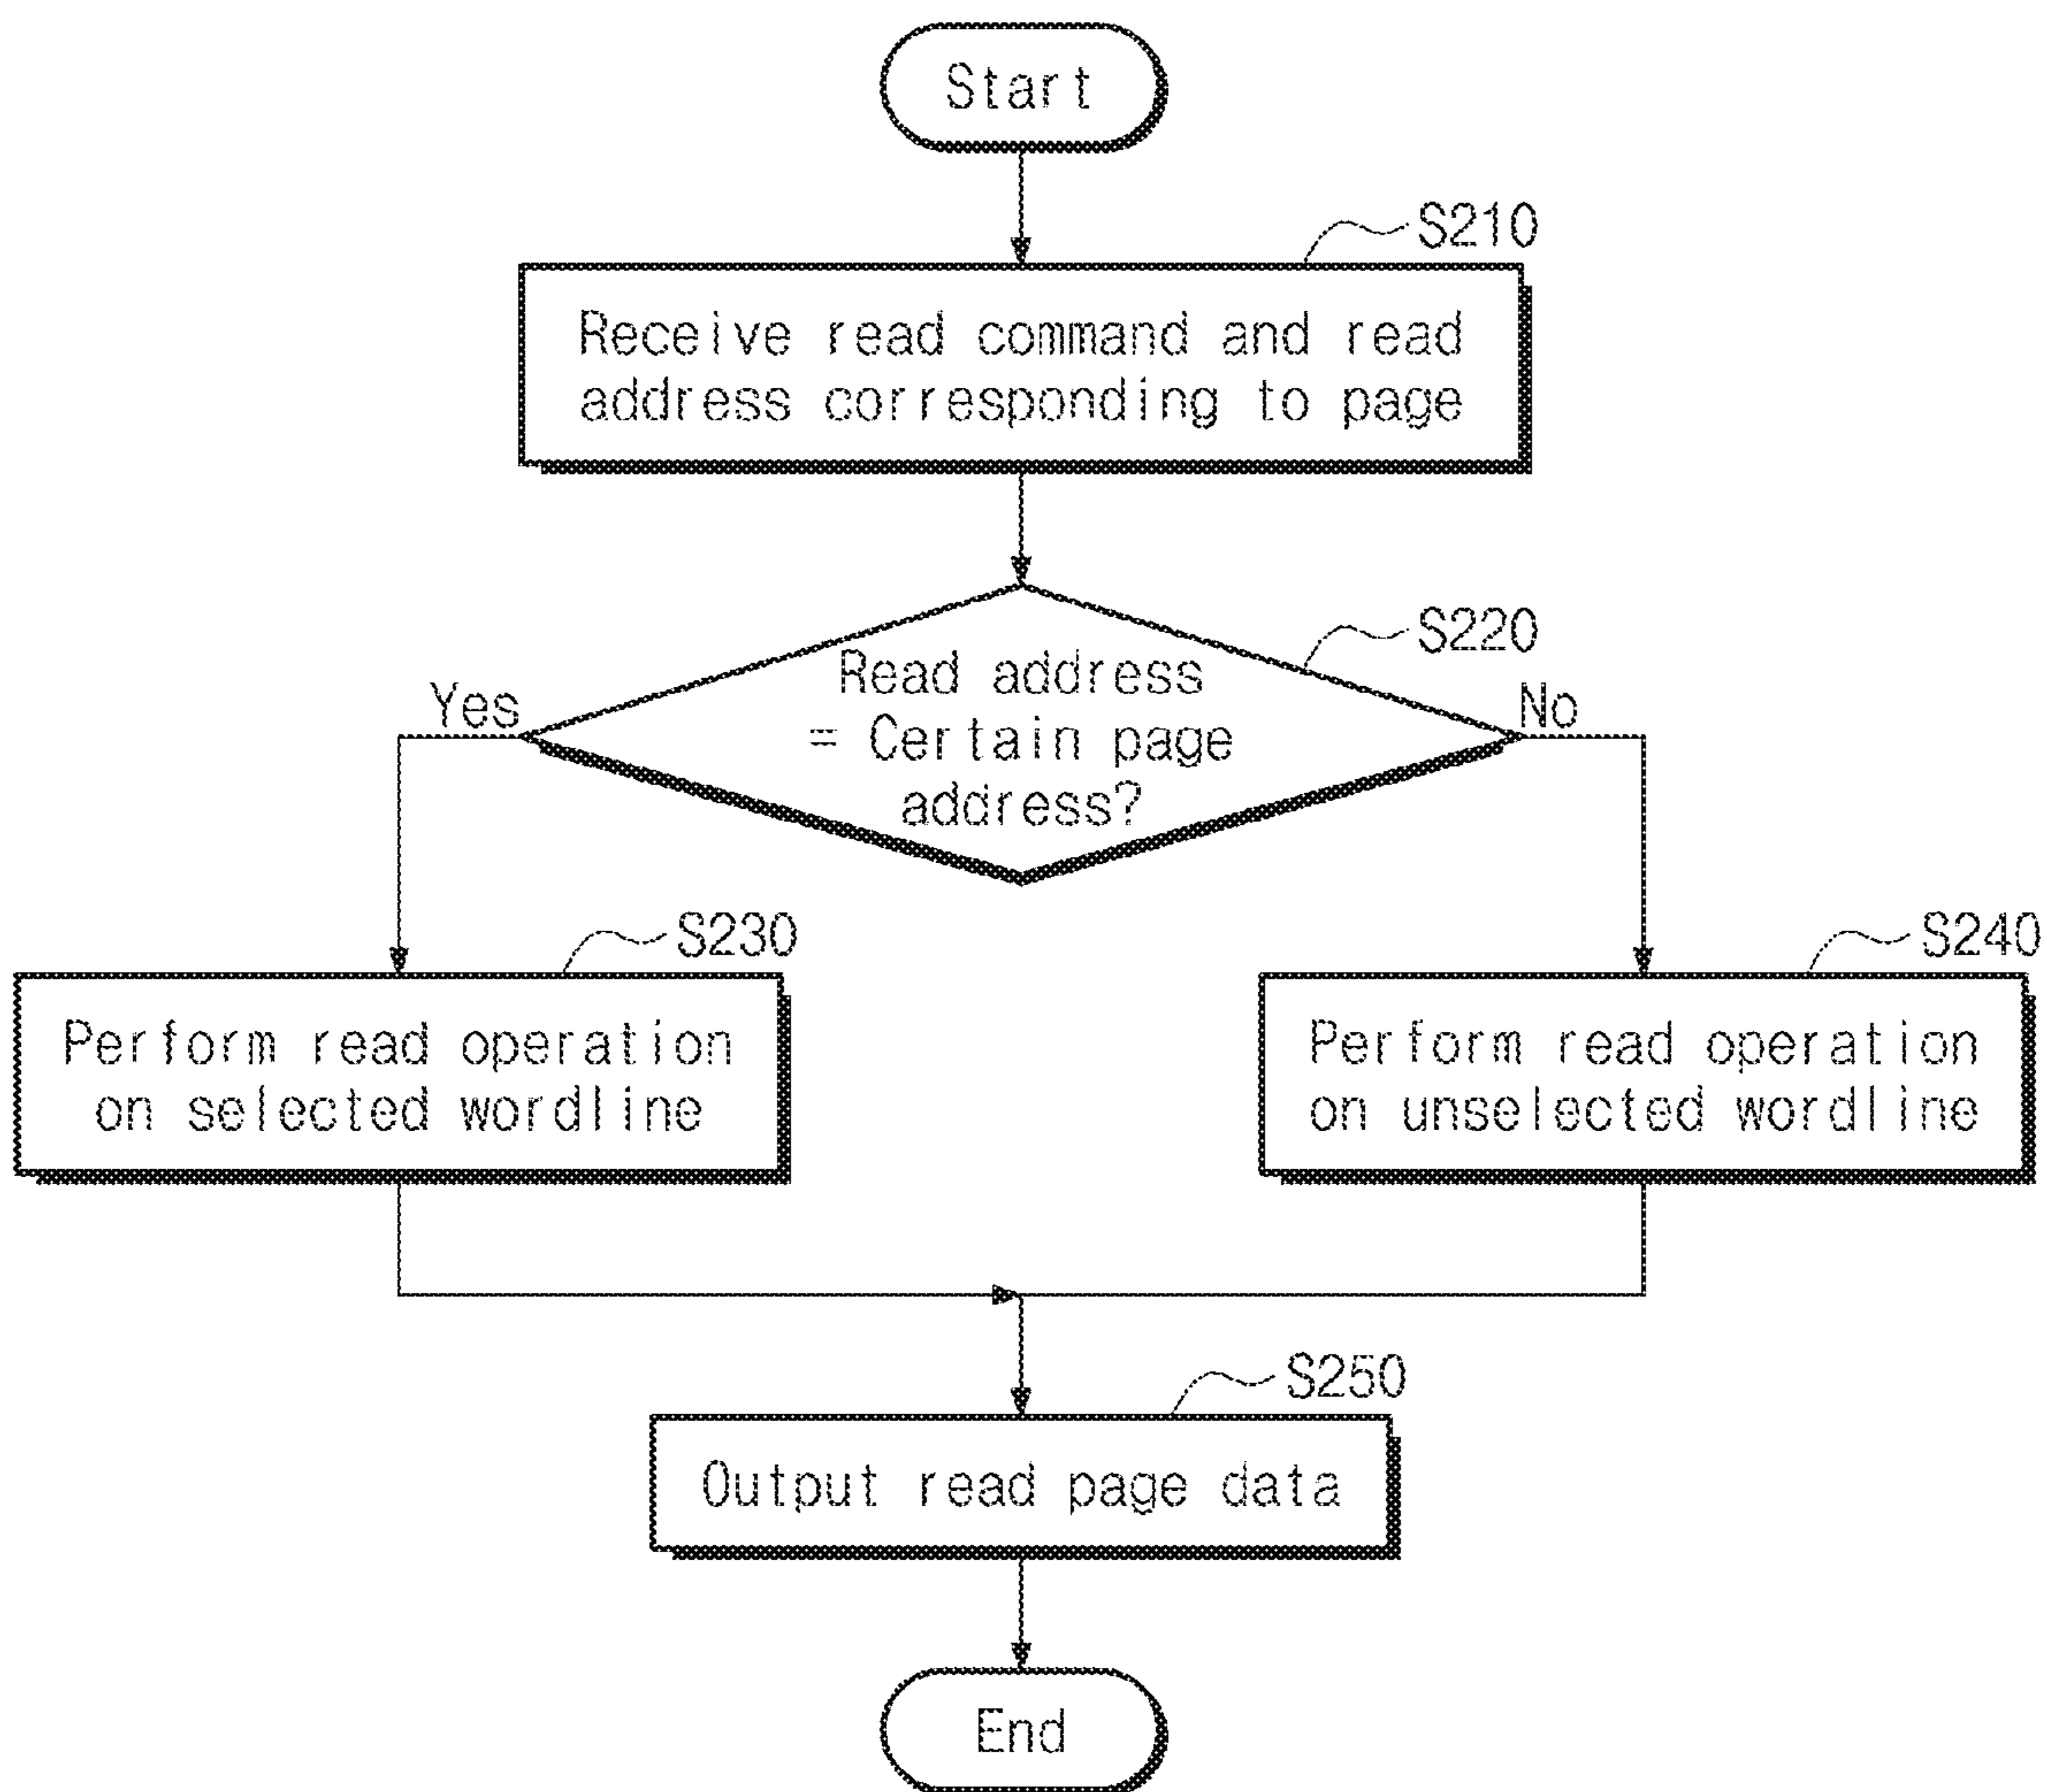 Start
S210
Receive read command and read
address corresponding to page
S220
Read address
= Certain page
address?
Yes
No
S230
Perform read operation
on selected wordline
S240
Perform read operation
on unselected wordline
S250
Output read page data
End